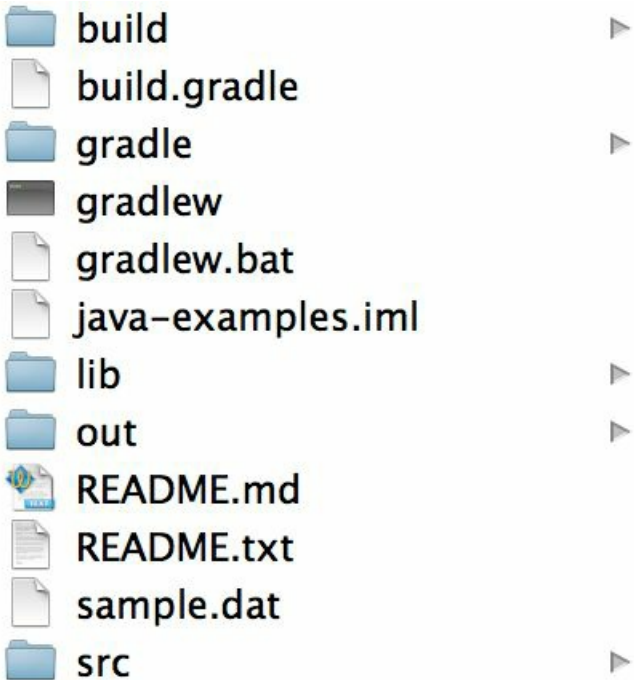 build
build.gradle
gradle
gradlew
gradlew.bat
java-examples.iml
lib
out
README.md
TEXT
README.txt
sample.dat
src